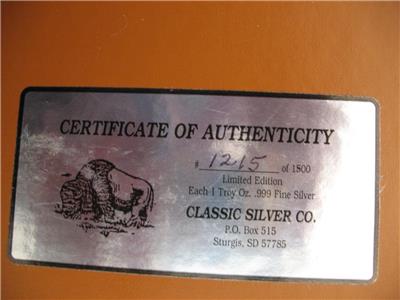 CERTIFICATE OF AUTHENTICITY
# 1215 of 1500
Limited Edition
Each 1 Troy Oz. .999 Fine Silver
CLASSIC SILVER CO.
P.O. Box 515
Sturgis, SD 57785